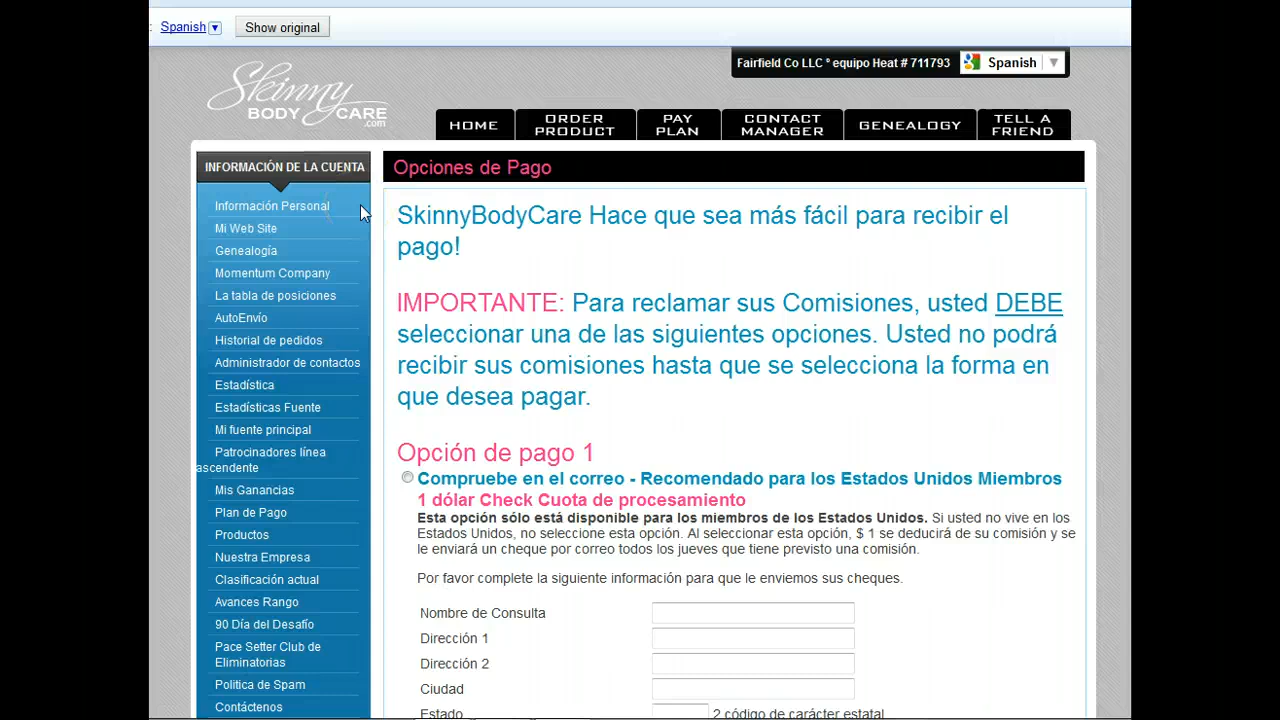 : Spanish Show original
Fairfield Co LLC ° equipo Heat # 711793 Spanish
Skinny
BODY CARE
.com
HOME ORDER PRODUCT PAY PLAN CONTACT MANAGER GENEALOGY TELL A FRIEND
INFORMACIÓN DE LA CUENTA
Información Personal
Mi Web Site
Genealogía
Momentum Company
La tabla de posiciones
AutoEnvío
Historial de pedidos
Administrador de contactos
Estadística
Estadísticas Fuente
Mi fuente principal
Patrocinadores línea
ascendente
Mis Ganancias
Plan de Pago
Productos
Nuestra Empresa
Clasificación actual
Avances Rango
90 Día del Desafío
Pace Setter Club de
Eliminatorias
Política de Spam
Contáctenos
Opciones de Pago
SkinnyBodyCare Hace que sea más fácil para recibir el
pago!
IMPORTANTE: Para reclamar sus Comisiones, usted DEBE
seleccionar una de las siguientes opciones. Usted no podrá
recibir sus comisiones hasta que se selecciona la forma en
que desea pagar.
Opción de pago 1
Compruebe en el correo - Recomendado para los Estados Unidos Miembros
1 dólar Check Cuota de procesamiento
Esta opción sólo está disponible para los miembros de los Estados Unidos. Si usted no vive en los
Estados Unidos, no seleccione esta opción. Al seleccionar esta opción, $ 1 se deducirá de su comisión y se
le enviará un cheque por correo todos los jueves que tiene previsto una comisión.
Por favor complete la siguiente información para que le enviemos sus cheques.
Nombre de Consulta
Dirección 1
Dirección 2
Ciudad
Estado 2 código de carácter estatal